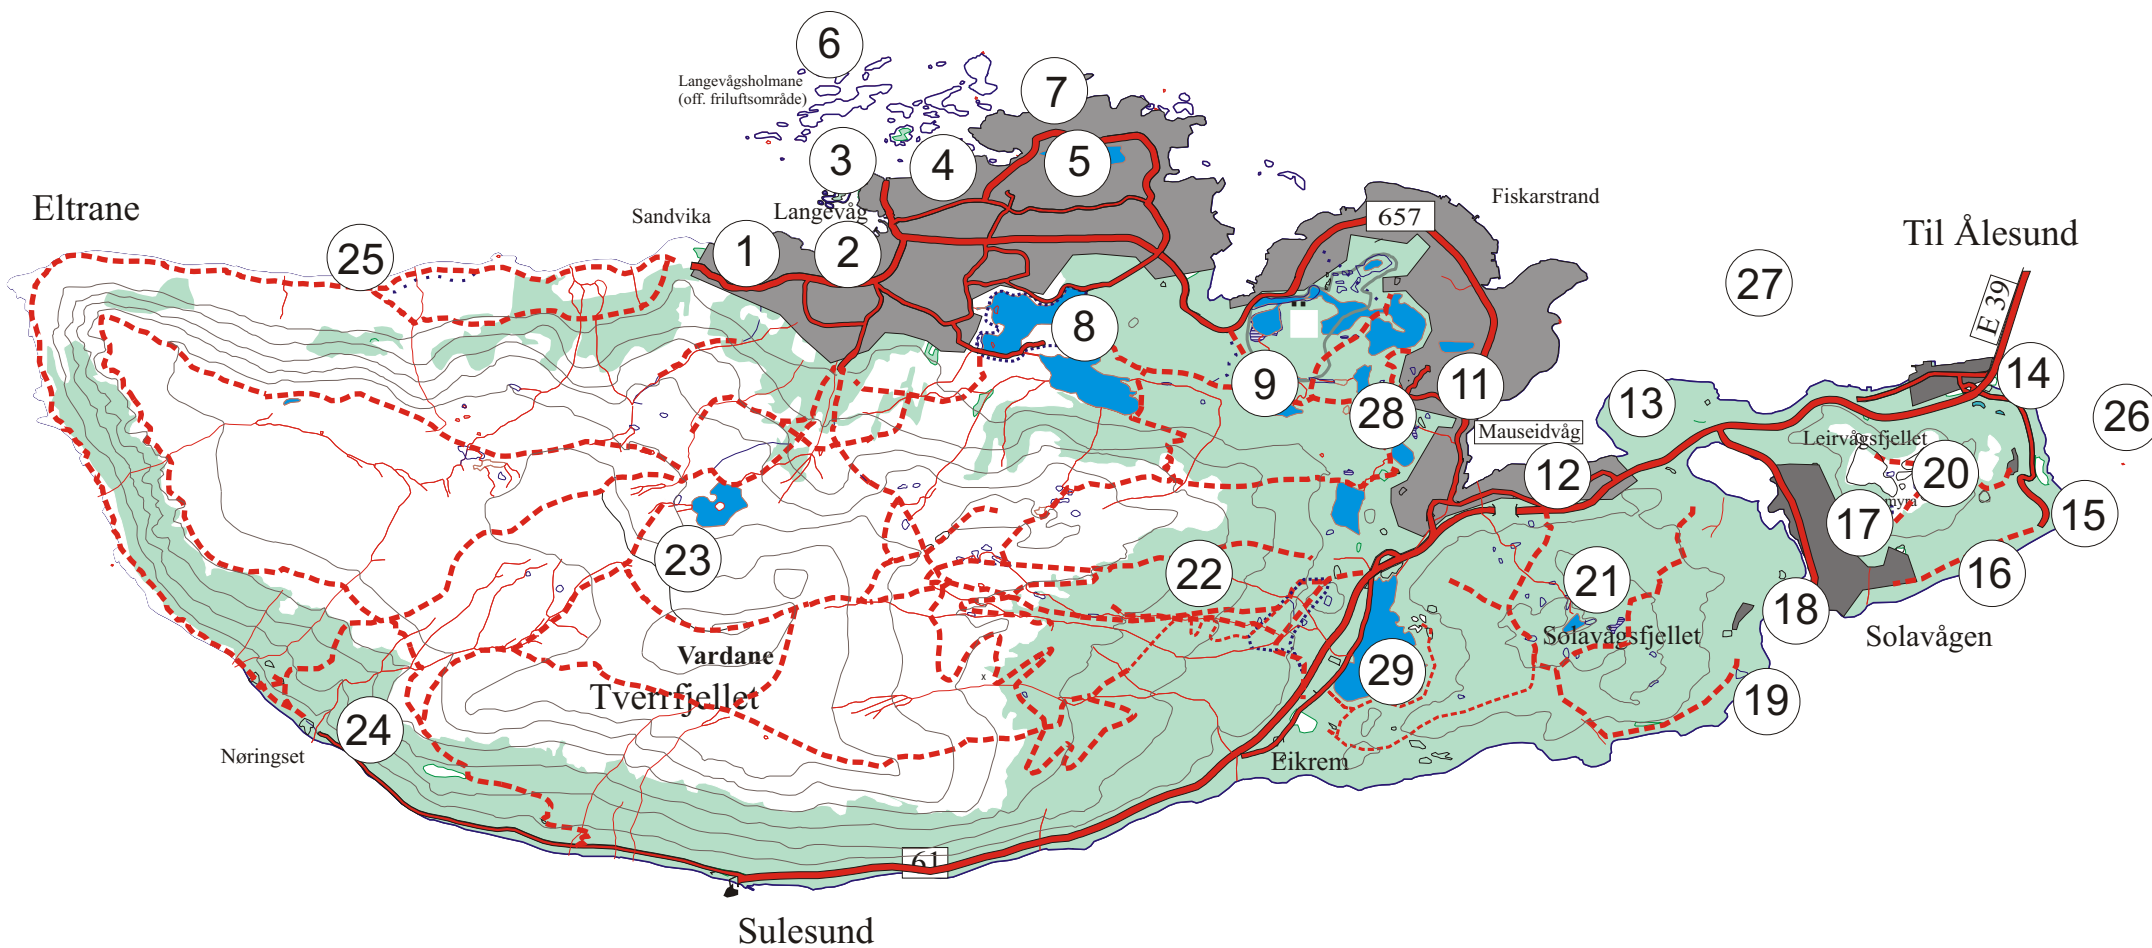 6
Langevågsholmane
(off. friluftsområde)
7
3
4
5
Eltrane
Sandvika
Langevåg
Fiskarstrand
657
Til Ålesund
25
1
2
27
E 39
8
9
11
28
13
14
26
Mauseidvåg
Leirvågsfjellet
12
20
myra
17
15
23
22
21
16
18
Solavågsfjellet
Solavågen
Vardane
Tverrfjellet
x
29
19
24
Nøringset
Eikrem
61
Sulesund